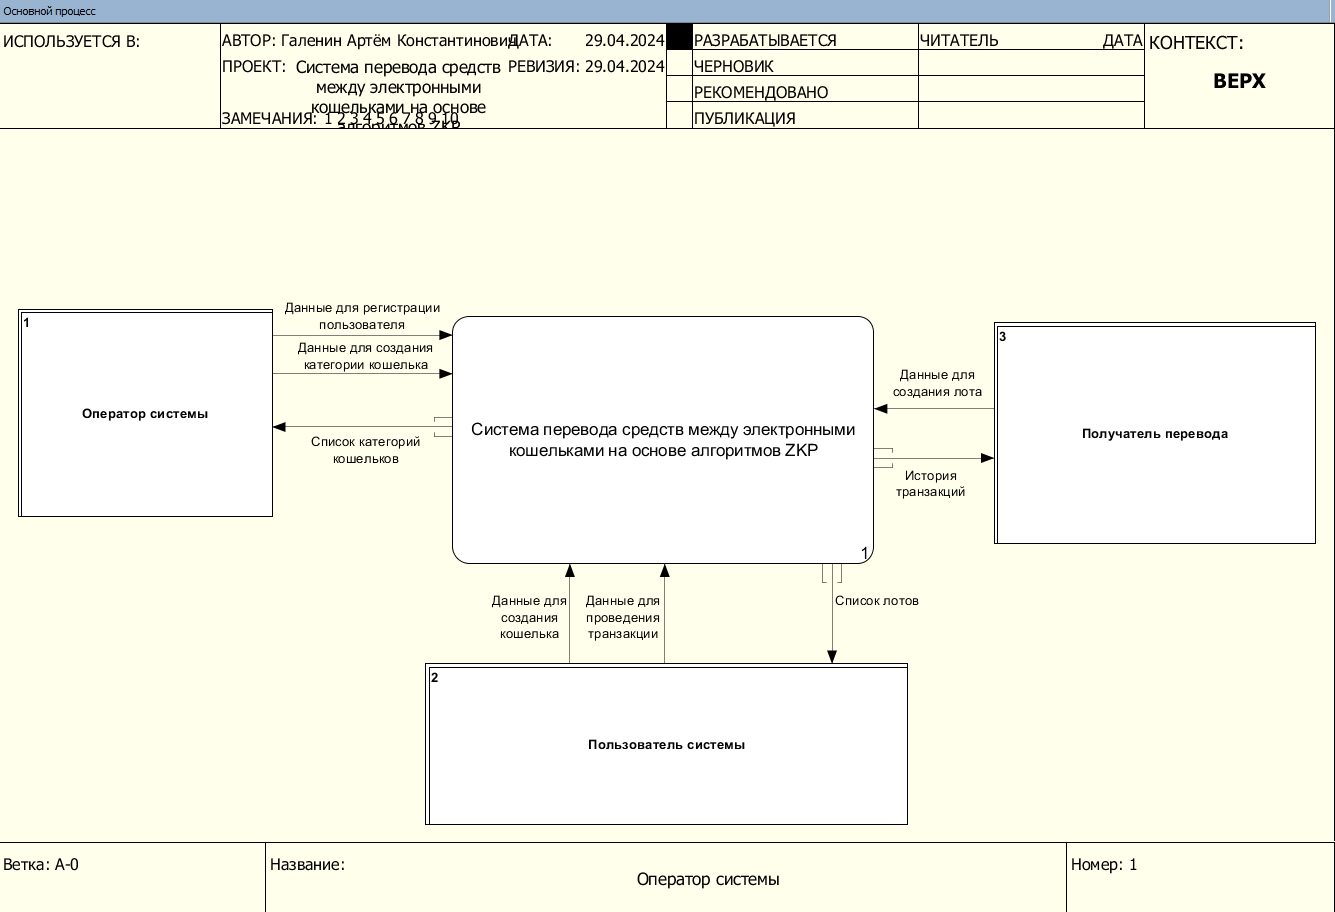 Основной процесс
ИСПОЛЬЗУЕТСЯ В:
АВТОР: Галенин Артём Константинович
ДАТА: 29.04.2024
ПРОЕКТ: Система перевода средств
между электронными
кошельками на основе
алгоритмов ZKP
РЕВИЗИЯ: 29.04.2024
ЗАМЕЧАНИЯ: 1 2 3 4 5 6 7 8 9 10
РАЗРАБАТЫВАЕТСЯ
ЧЕРНОВИК
РЕКОМЕНДОВАНО
ПУБЛИКАЦИЯ
ЧИТАТЕЛЬ
ДАТА
КОНТЕКСТ:
ВЕРХ
1
Оператор системы
Данные для регистрации
пользователя
Данные для создания
категории кошелька
Список категорий
кошельков
Система перевода средств между электронными
кошельками на основе алгоритмов ZKP
1
Данные для
создания лота
История
транзакций
3
Получатель перевода
Данные для
создания
кошелька
Данные для
проведения
транзакции
Список лотов
2
Пользователь системы
Ветка: A-0
Название:
Оператор системы
Номер: 1